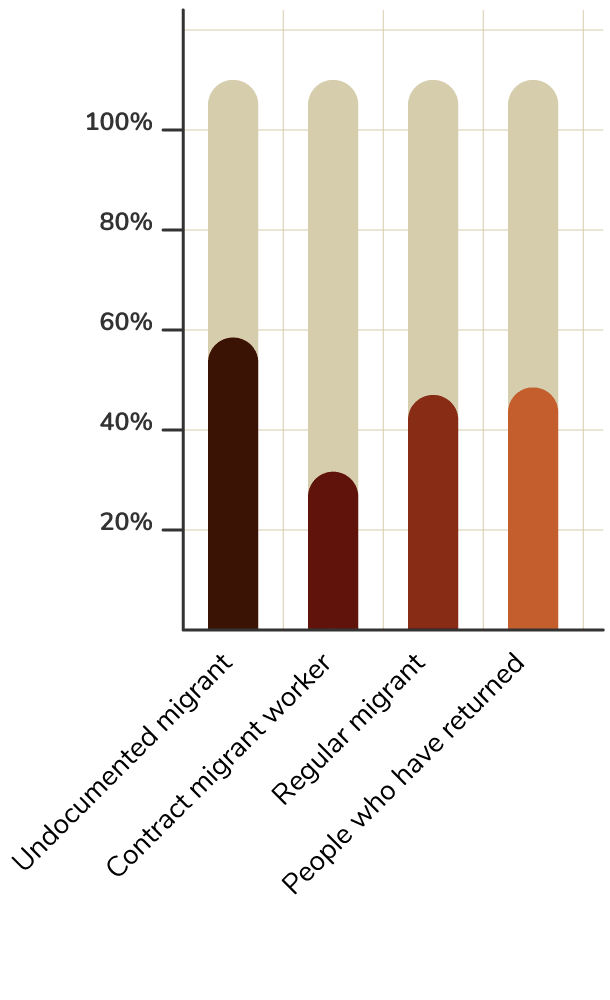 100%
80%
60%
40%
20%
Undocumented migrant
Contract migrant worker
Regular migrant
People who have returned